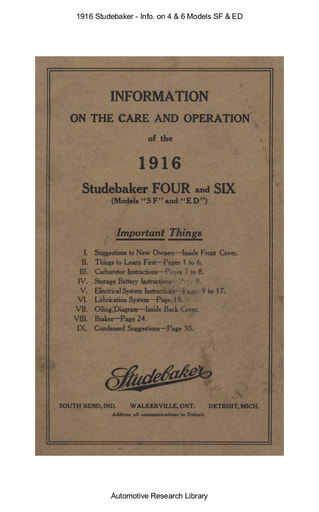 1916 Studebaker - Info. on 4 & 6 Models SF & ED
INFORMATION
ON THE CARE AND OPERATION
of the
1916
Studebaker FOUR and SIX
(Models "SF" and "ED")
Important Things
I. Suggestions to New Owners—Inside Front Cover.
II. Things to Learn First—Pages 1 to 6.
III. Carburetor Instructions—Pages 7 to 8.
IV. Storage Battery Instructions—Page 9.
V. Electrical System Instructions—Pages 9 to 17.
VI. Lubrication System—Page 18.
VII. Oiling Diagram—Inside Back Cover.
VIII. Brakes—Page 24.
IX. Condensed Suggestions—Page 30.
Studebaker
SOUTH BEND, IND. WALKERVILLE, ONT. DETROIT, MICH.
Address all communications to Detroit
Automotive Research Library